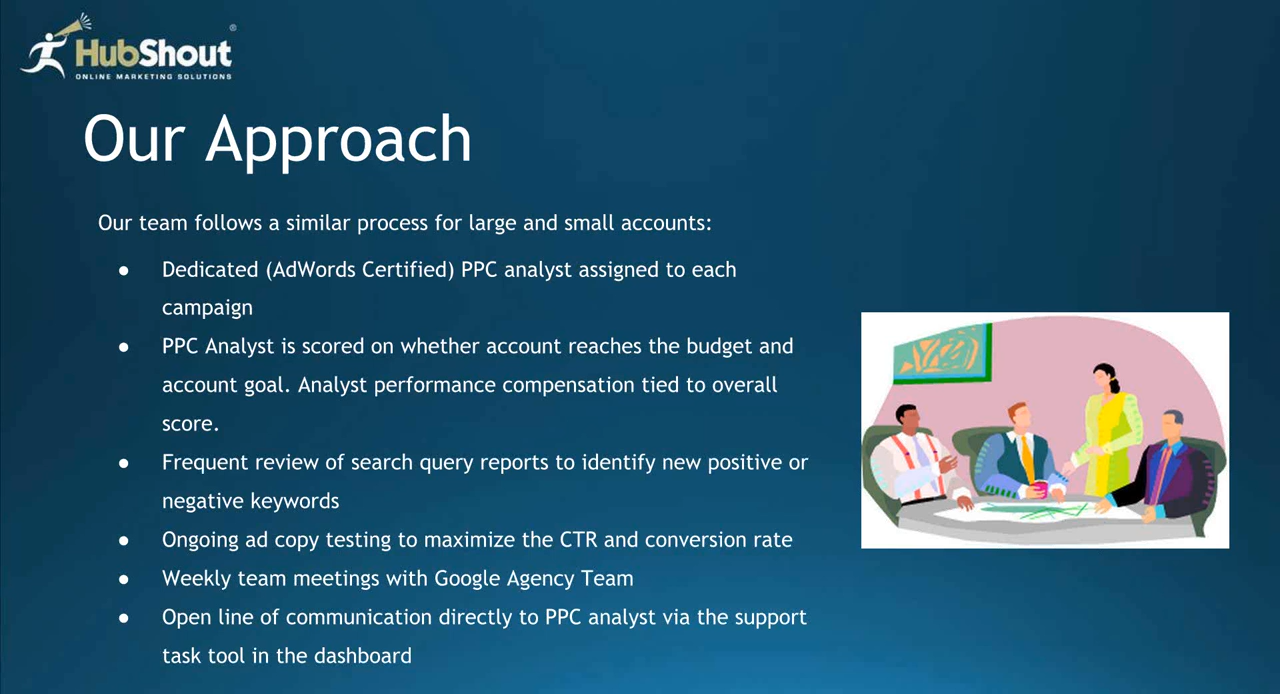 HubShout®
ONLINE MARKETING SOLUTIONS
Our Approach
Our team follows a similar process for large and small accounts:
● Dedicated (AdWords Certified) PPC analyst assigned to each
campaign
● PPC Analyst is scored on whether account reaches the budget and
account goal. Analyst performance compensation tied to overall
score.
● Frequent review of search query reports to identify new positive or
negative keywords
● Ongoing ad copy testing to maximize the CTR and conversion rate
● Weekly team meetings with Google Agency Team
● Open line of communication directly to PPC analyst via the support
task tool in the dashboard